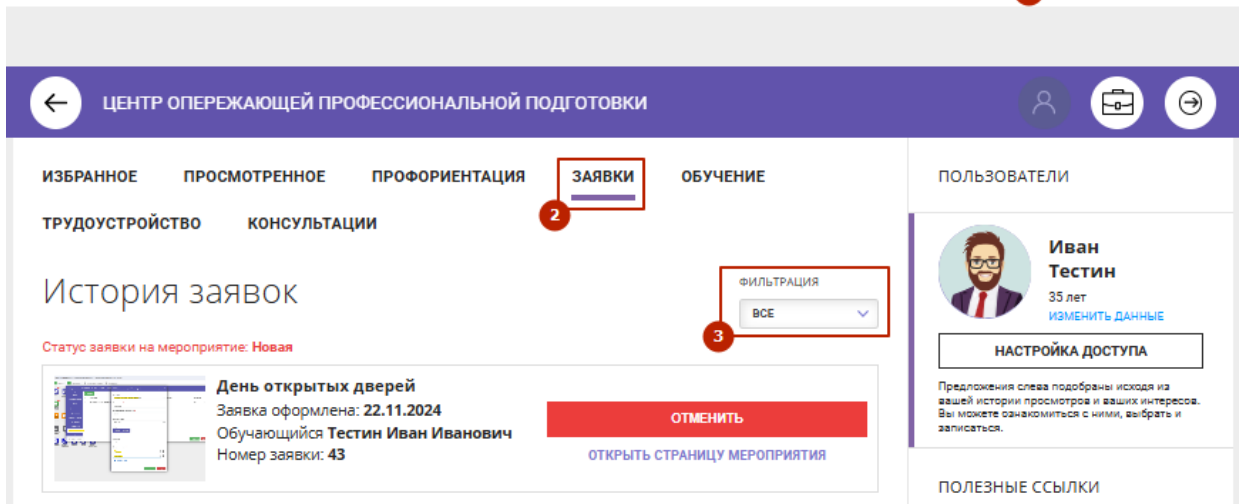 ЦЕНТР ОПЕРЕЖАЮЩЕЙ ПРОФЕССИОНАЛЬНОЙ ПОДГОТОВКИ
ИЗБРАННОЕ ПРОСМОТРЕННОЕ ПРОФОРИЕНТАЦИЯ ЗАЯВКИ ОБУЧЕНИЕ
2
ТРУДОУСТРОЙСТВО КОНСУЛЬТАЦИИ
История заявок
ФИЛЬТРАЦИЯ
ВСЕ
3
Статус заявки на мероприятие: Новая
День открытых дверей
Заявка оформлена: 22.11.2024
Обучающийся Тестин Иван Иванович
Номер заявки: 43
ОТМЕНИТЬ
ОТКРЫТЬ СТРАНИЦУ МЕРОПРИЯТИЯ
ПОЛЬЗОВАТЕЛИ
Иван
Тестин
35 лет
ИЗМЕНИТЬ ДАННЫЕ
НАСТРОЙКА ДОСТУПА
Предложения слева подобраны исходя из
вашей истории просмотров и ваших интересов.
Вы можете ознакомиться с ними, выбрать и
записаться.
ПОЛЕЗНЫЕ ССЫЛКИ